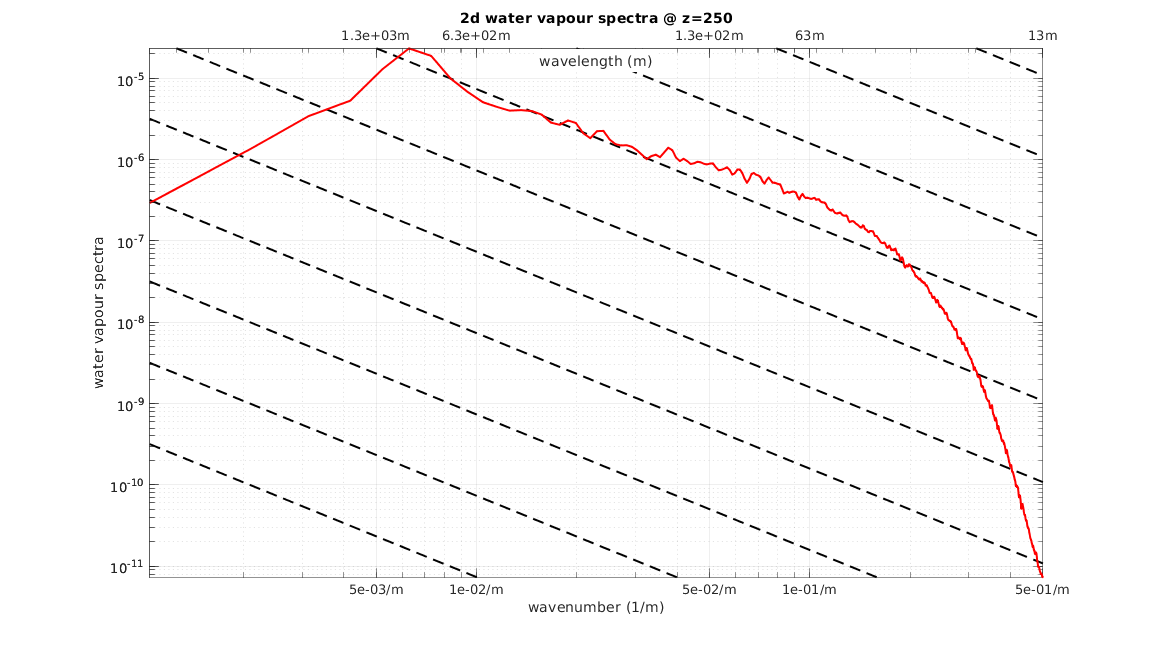 2d water vapour spectra @ z=250
1.3e+03m 6.3e+02m 1.3e+02m 63m 13m
wavelength (m)
10-5
10-6
10-7
10-8
10-9
10-10
10-11
water vapour spectra
5e-03/m 1e-02/m 5e-02/m 1e-01/m 5e-01/m
wavenumber (1/m)